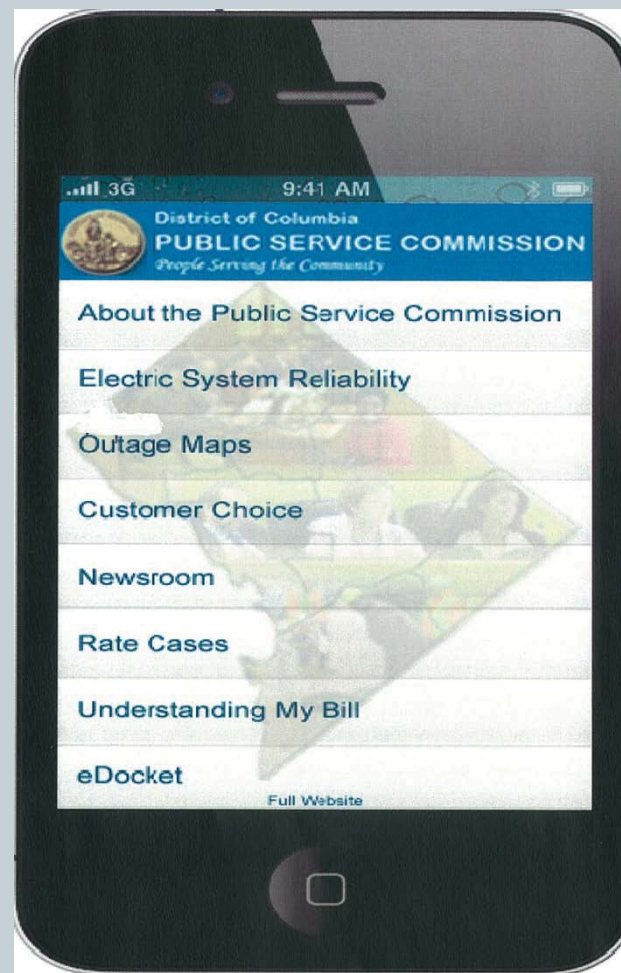 3G 9:41 AM
District of Columbia
PUBLIC SERVICE COMMISSION
People Serving the Community
About the Public Service Commission
Electric System Reliability
Outage Maps
Customer Choice
Newsroom
Rate Cases
Understanding My Bill
eDocket
Full Website